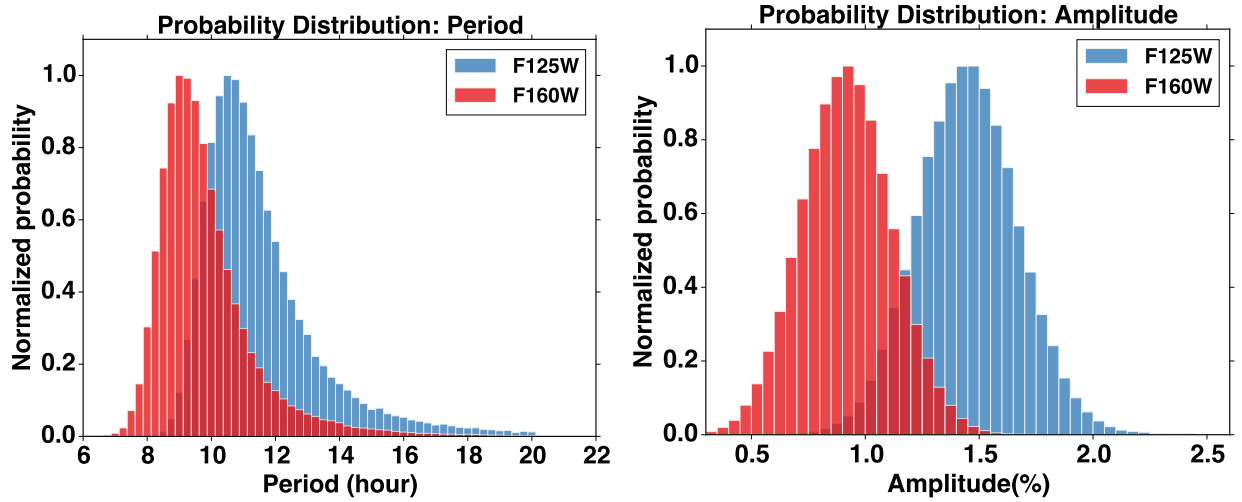 Probability Distribution: Period
F125W
F160W
Normalized probability
1.0
0.8
0.6
0.4
0.2
0.0
6 8 10 12 14 16 18 20 22
Period (hour)
Probability Distribution: Amplitude
F125W
F160W
Normalized probability
1.0
0.8
0.6
0.4
0.2
0.0
0.5 1.0 1.5 2.0 2.5
Amplitude(%)